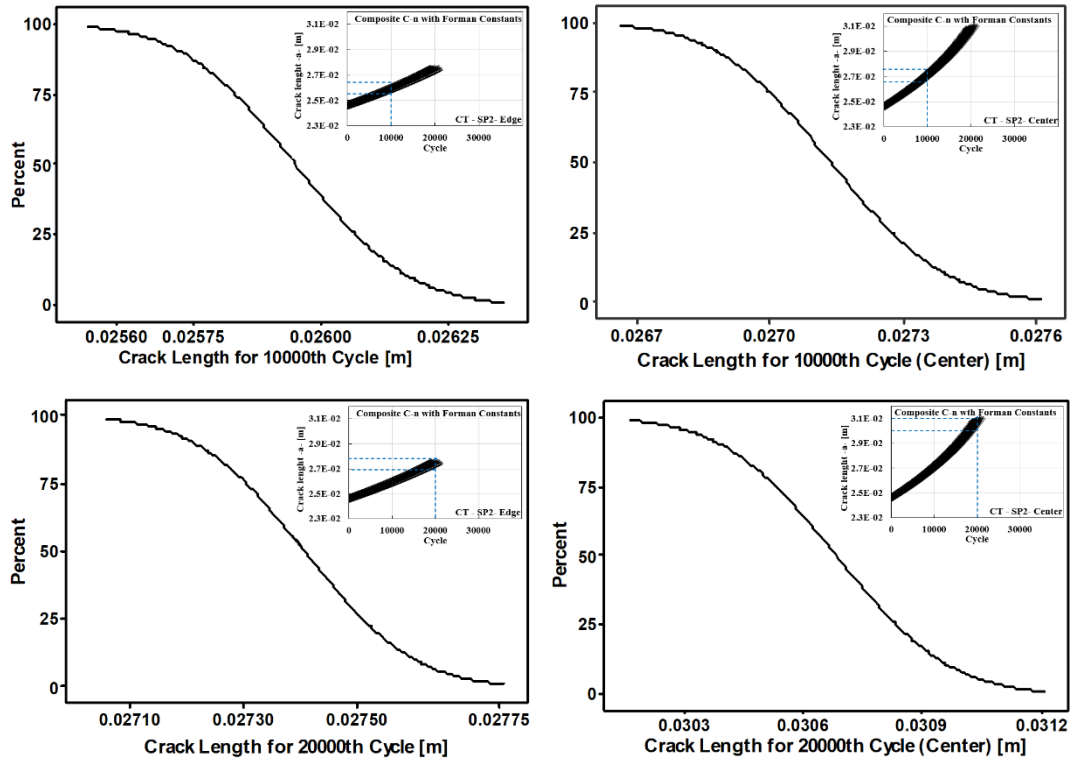 100
75
50
25
0
Percent
0.02560 0.02575 0.02600 0.02625
Crack Length for 10000th Cycle [m]
Composite C-n with Forman Constants
3.1E-02
2.9E-02
2.7E-02
2.5E-02
2.3E-02
Crack lenght -a- [m]
CT - SP2- Edge
0 10000 20000 30000
Cycle
100
75
50
25
0
0.0267 0.0270 0.0273 0.0276
Crack Length for 10000th Cycle (Center) [m]
Composite C-n with Forman Constants
3.1E-02
2.9E-02
2.7E-02
2.5E-02
2.3E-02
Crack lenght -a- [m]
CT - SP2- Center
0 10000 20000 30000
Cycle
100
75
50
25
0
Percent
0.02710 0.02730 0.02750 0.02775
Crack Length for 20000th Cycle [m]
Composite C-n with Forman Constants
3.1E-02
2.9E-02
2.7E-02
2.5E-02
2.3E-02
Crack lenght -a- [m]
CT - SP2- Edge
0 10000 20000 30000
Cycle
100
75
50
25
0
Percent
0.0303 0.0306 0.0309 0.0312
Crack Length for 20000th Cycle (Center) [m]
Composite C-n with Forman Constants
3.1E-02
2.9E-02
2.7E-02
2.5E-02
2.3E-02
Crack lenght -a- [m]
CT - SP2- Center
0 10000 20000 30000
Cycle